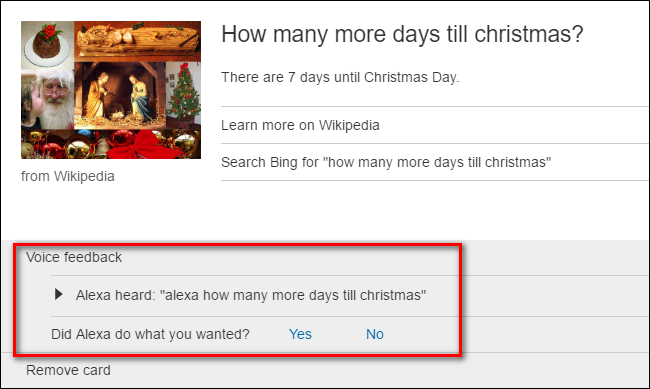 How many more days till christmas?
There are 7 days until Christmas Day.
Learn more on Wikipedia
Search Bing for "how many more days till christmas"
from Wikipedia
Voice feedback
Alexa heard: "alexa how many more days till christmas"
Did Alexa do what you wanted? Yes No
Remove card